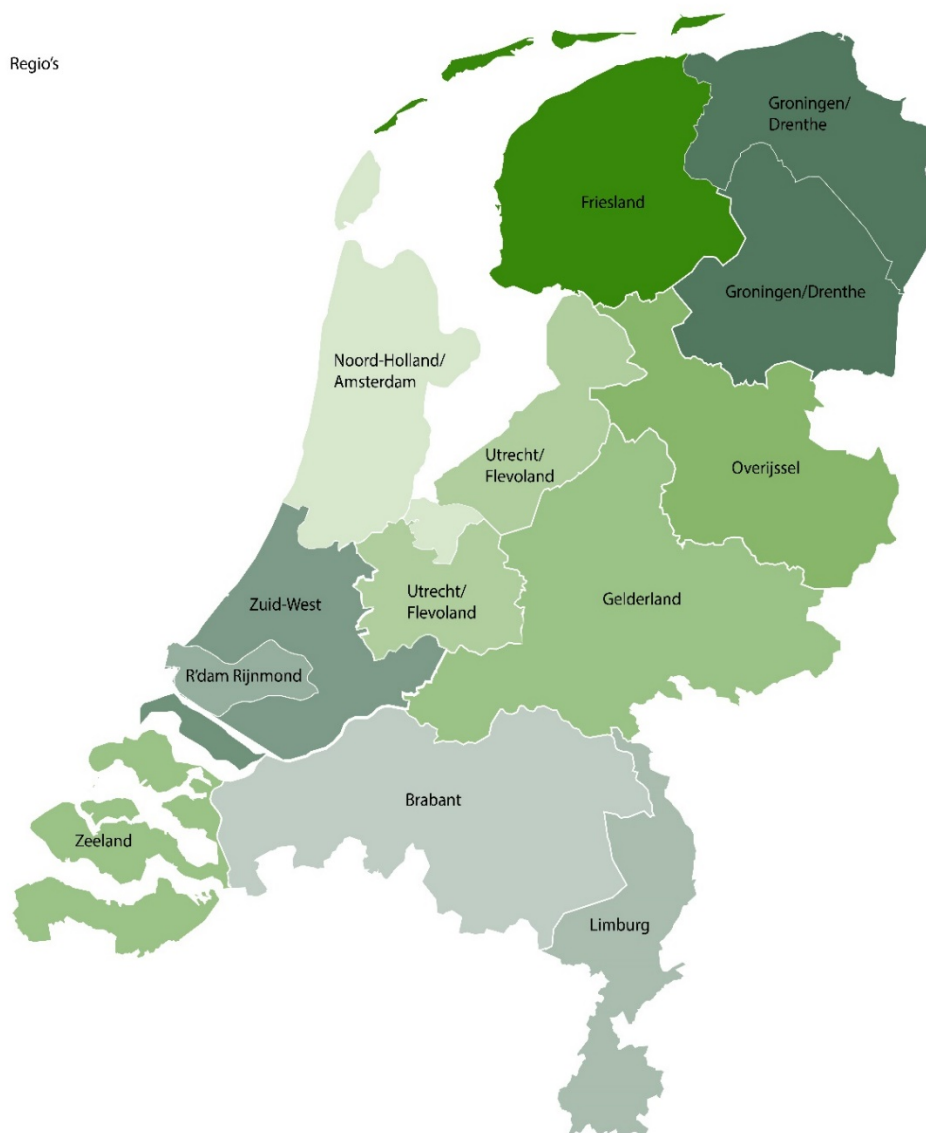 Regio's
Groningen/
Drenthe
Friesland
Groningen/Drenthe
Noord-Holland/
Amsterdam
Utrecht/
Flevoland
Overijssel
Utrecht/
Flevoland
Gelderland
Zuid-West
R'dam Rijnmond
Brabant
Zeeland
Limburg